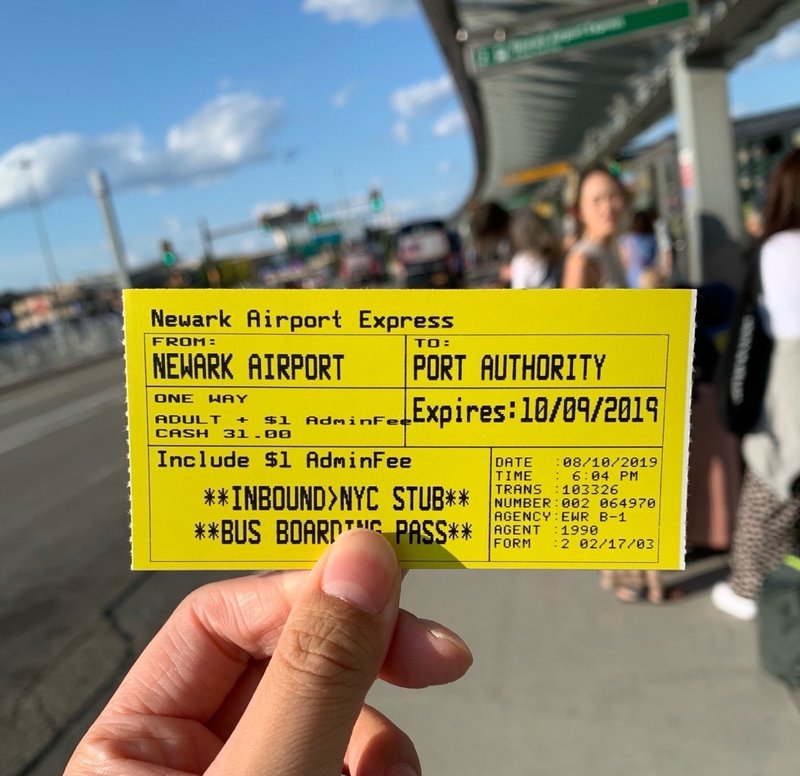 Newark Airport Express
FROM:
NEWARK AIRPORT
TO:
PORT AUTHORITY
ONE WAY
ADULT + $1 AdminFee
CASH 31.00
Expires:10/09/2019
Include $1 AdminFee
**INBOUND>NYC STUB**
**BUS BOARDING PASS**
DATE :08/10/2019
TIME : 6:04 PM
TRANS :103326
NUMBER:002 064970
AGENCY:EWR B-1
AGENT :1990
FORM :2 02/17/03